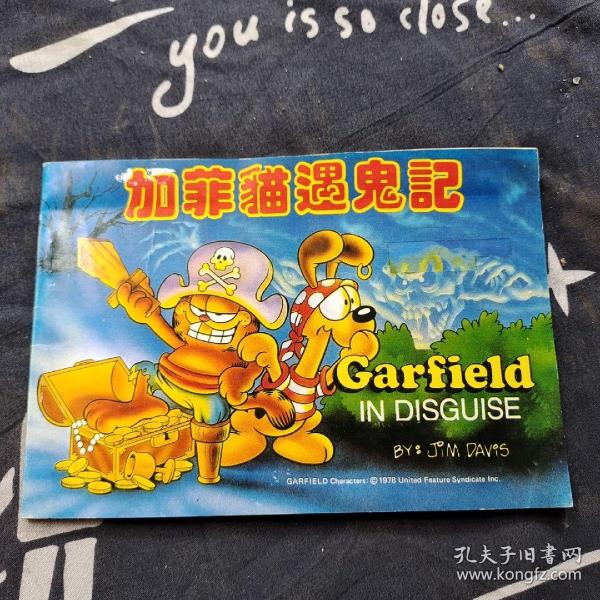 you is so close...
加菲貓遇鬼記
Garfield
IN DISGUISE
BY: JIM DAVIS
GARFIELD Characters: © 1978 United Feature Syndicate Inc.
孔夫子旧书网
www.kongfz.com